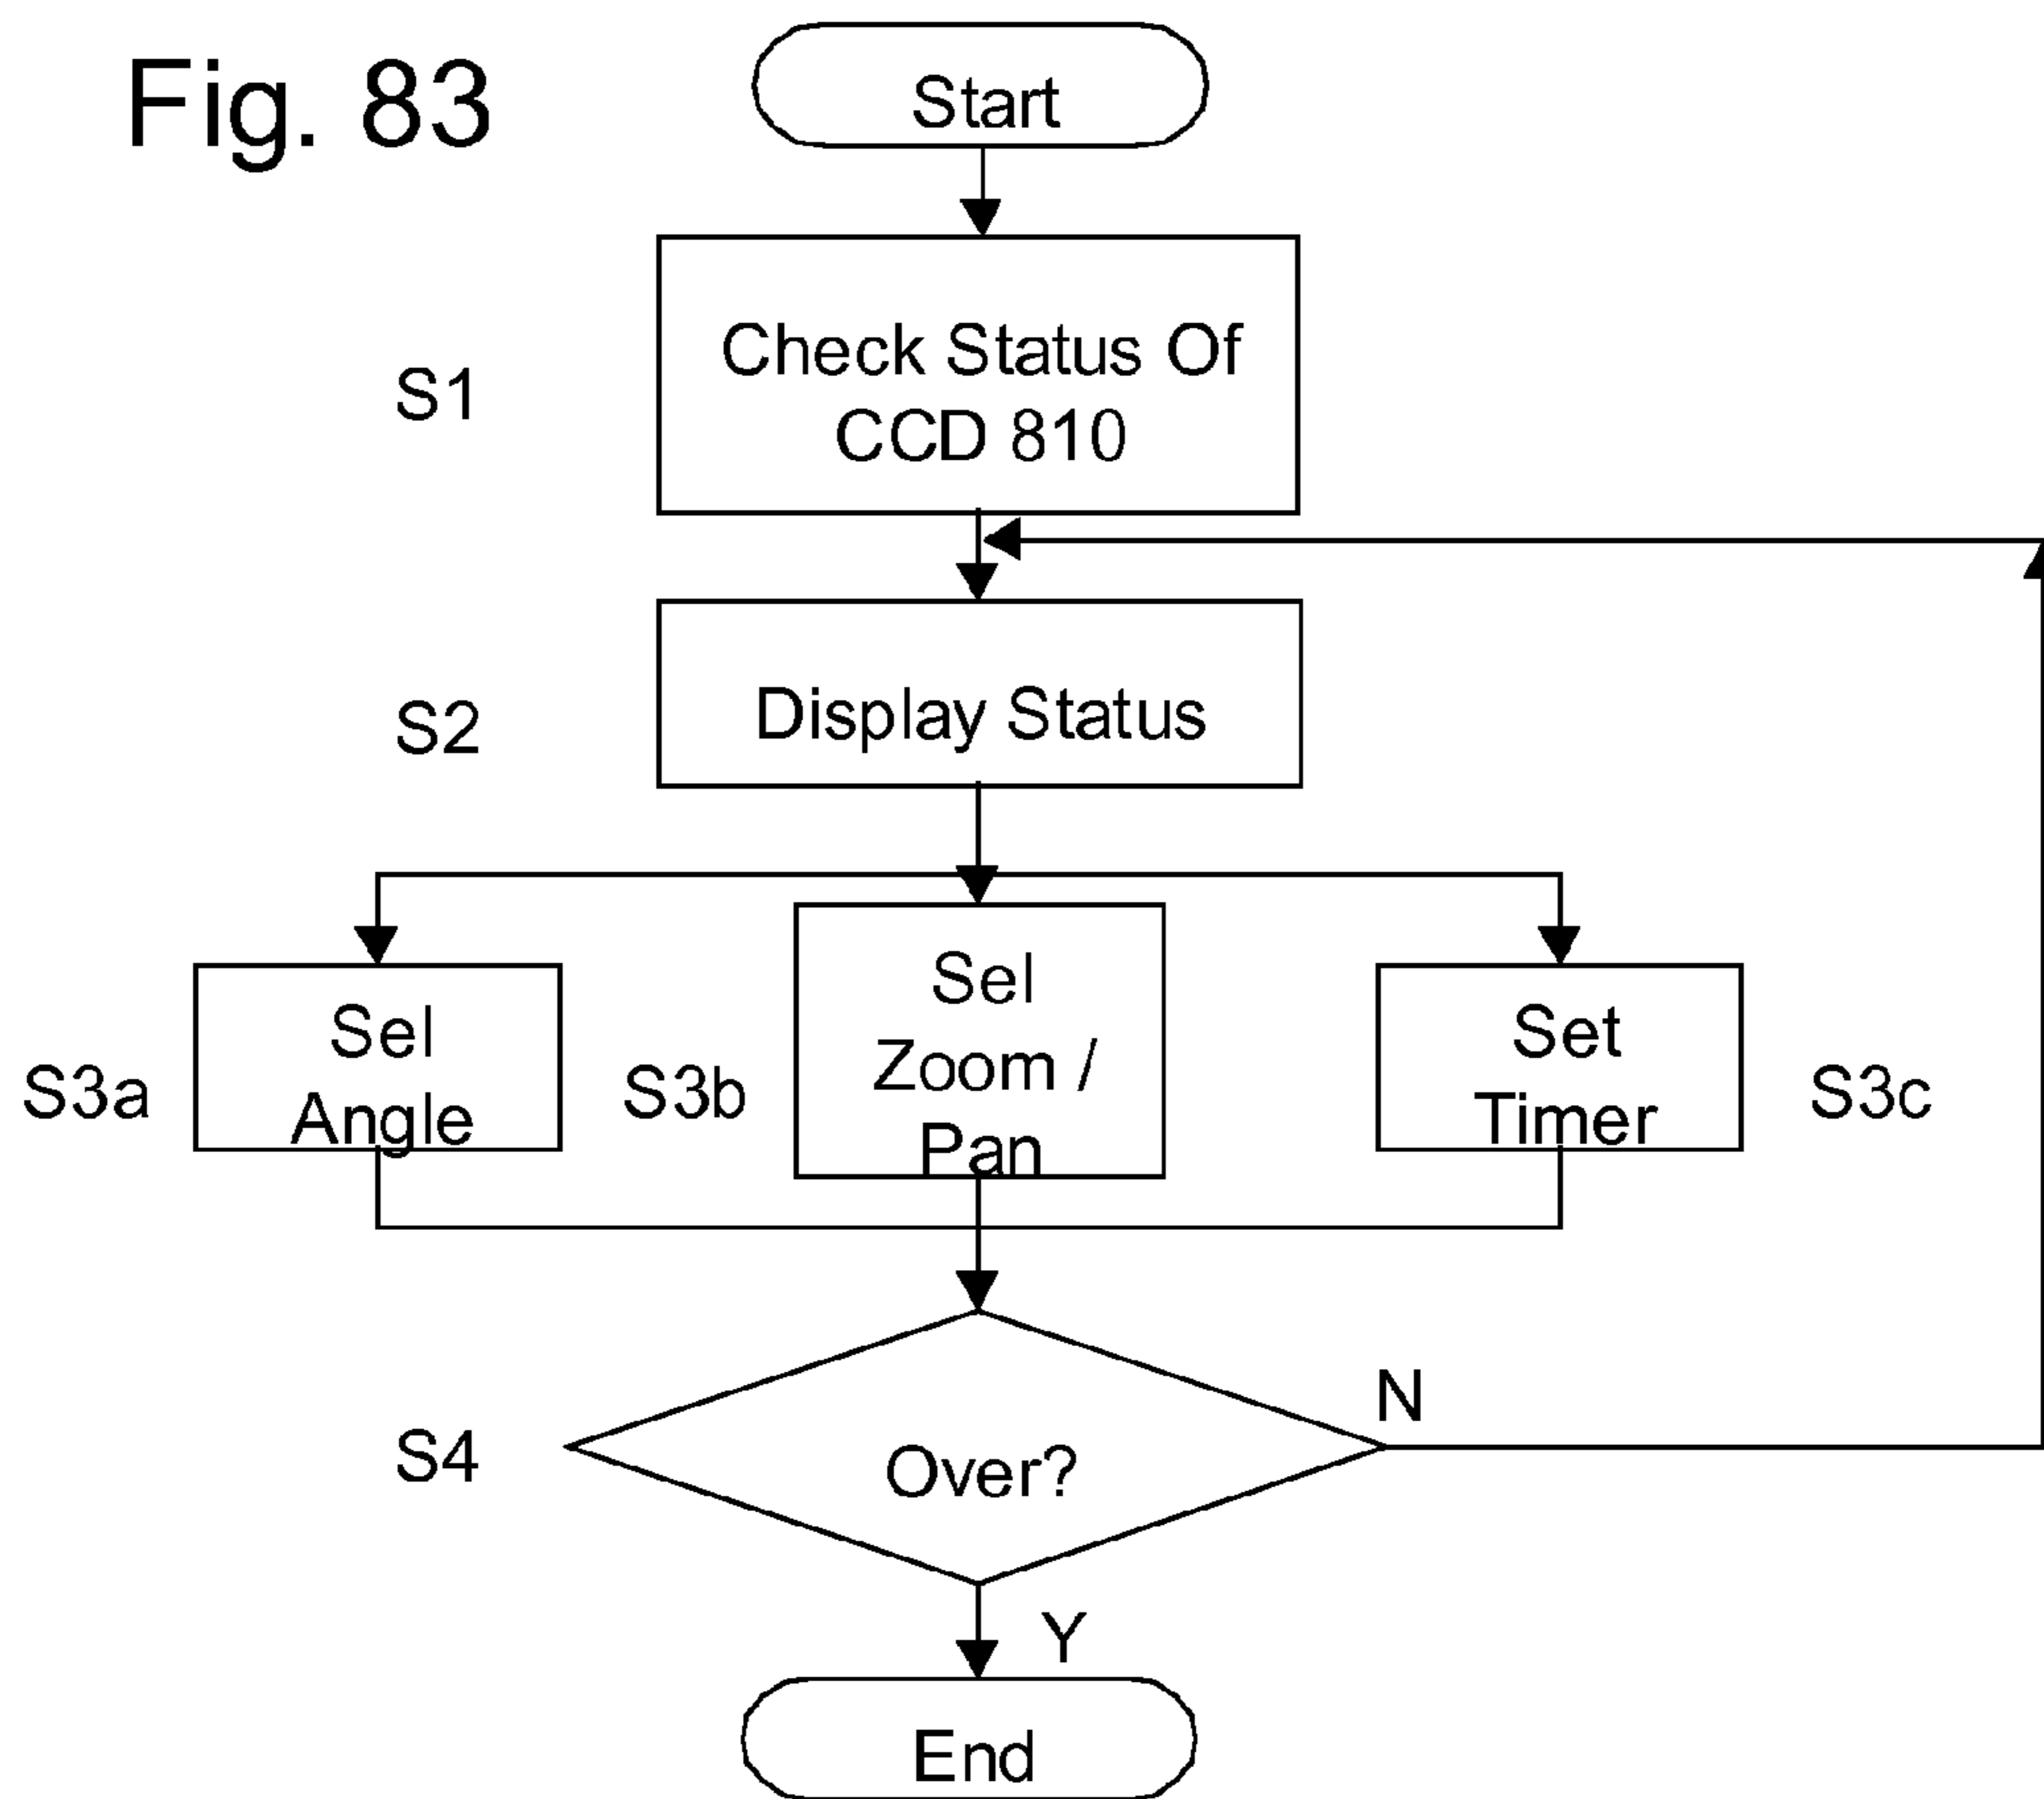 Fig. 83
Start
S1
Check Status Of
CCD 810
S2
Display Status
S3a
Sel
Angle
S3b
Sel
Zoom /
Pan
Set
Timer
S3c
S4
Over?
N
Y
End